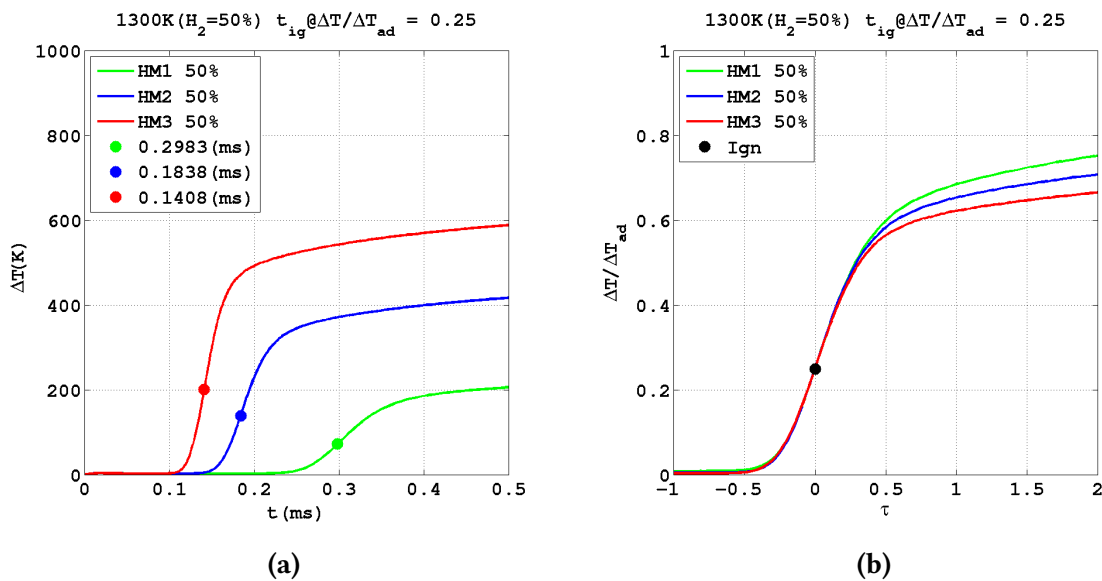 1300K(H2=50%) tig@ΔT/ΔTad = 0.25
1000
800
600
400
200
0
ΔT(K)
HM1 50%
HM2 50%
HM3 50%
0.2983(ms)
0.1838(ms)
0.1408(ms)
0 0.1 0.2 0.3 0.4 0.5
t(ms)
(a)
1300K(H2=50%) tig@ΔT/ΔTad = 0.25
1
0.8
0.6
0.4
0.2
0
ΔT/ΔTad
HM1 50%
HM2 50%
HM3 50%
Ign
−1 −0.5 0 0.5 1 1.5 2
τ
(b)